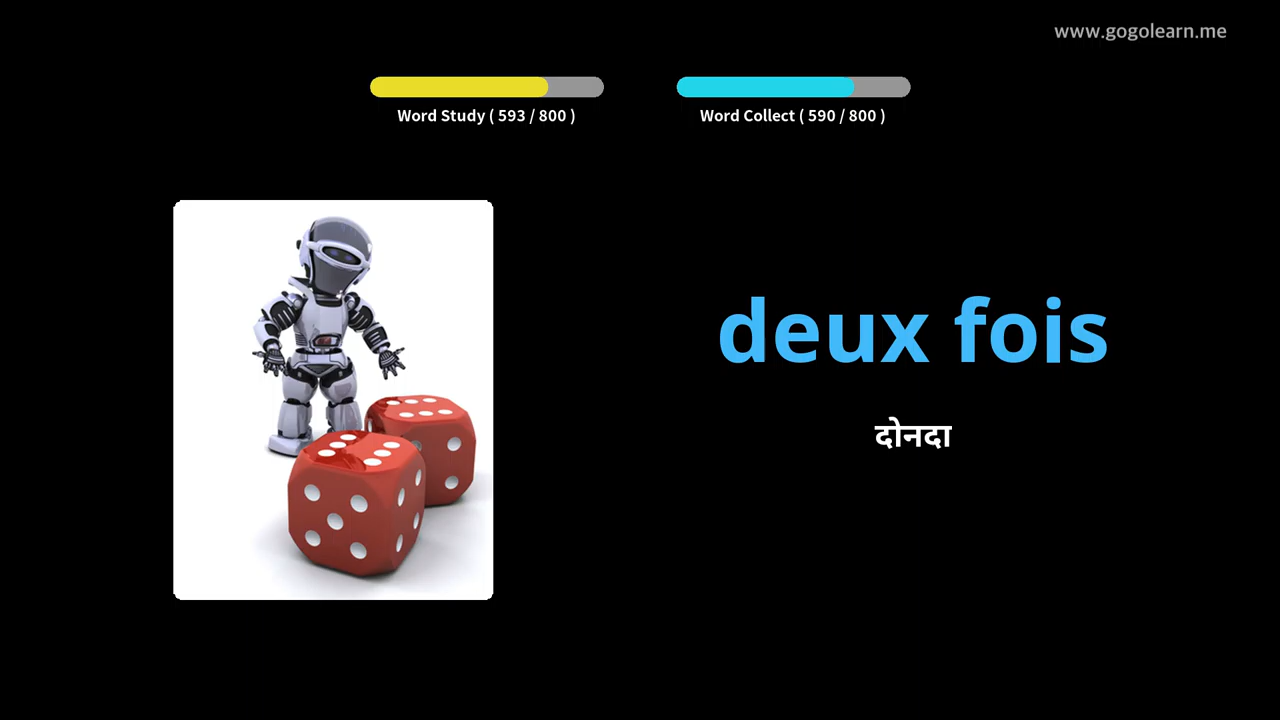 www.gogolearn.me
Word Study ( 593 / 800 )
Word Collect ( 590 / 800 )
deux fois
दोनदा